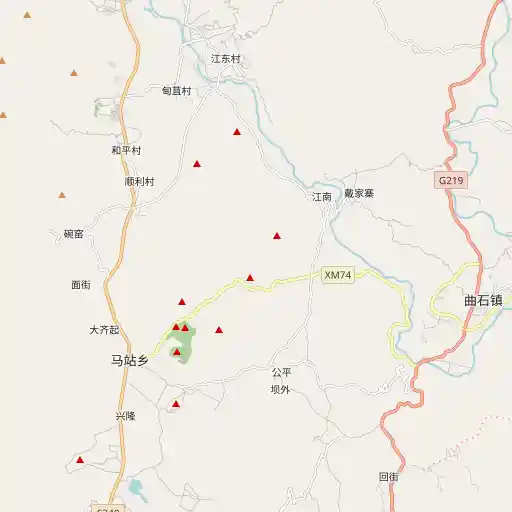 江东村
甸苴村
和平村
顺利村
G219
江南
戴家寨
碗窑
XM74
面街
曲石镇
大齐起
马站乡
公平
坝外
兴隆
回街